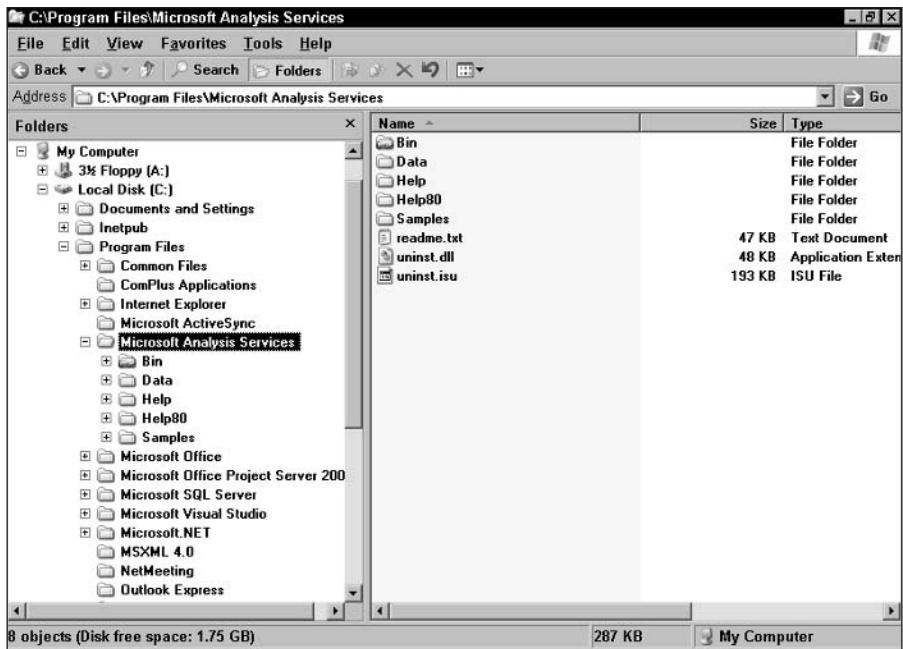 C:\Program Files\Microsoft Analysis Services
File Edit View Favorites Tools Help
Back Search Folders
Address C:\Program Files\Microsoft Analysis Services Go
Folders
My Computer
3½ Floppy (A:)
Local Disk (C:)
Documents and Settings
Inetpub
Program Files
Common Files
ComPlus Applications
Internet Explorer
Microsoft ActiveSync
Microsoft Analysis Services
Bin
Data
Help
Help80
Samples
Microsoft Office
Microsoft Office Project Server 200
Microsoft SQL Server
Microsoft Visual Studio
Microsoft.NET
MSXML 4.0
NetMeeting
Outlook Express
Name Size Type
Bin File Folder
Data File Folder
Help File Folder
Help80 File Folder
Samples File Folder
readme.txt 47 KB Text Document
uninst.dll 48 KB Application Exten
uninst.isu 193 KB ISU File
8 objects (Disk free space: 1.75 GB) 287 KB My Computer